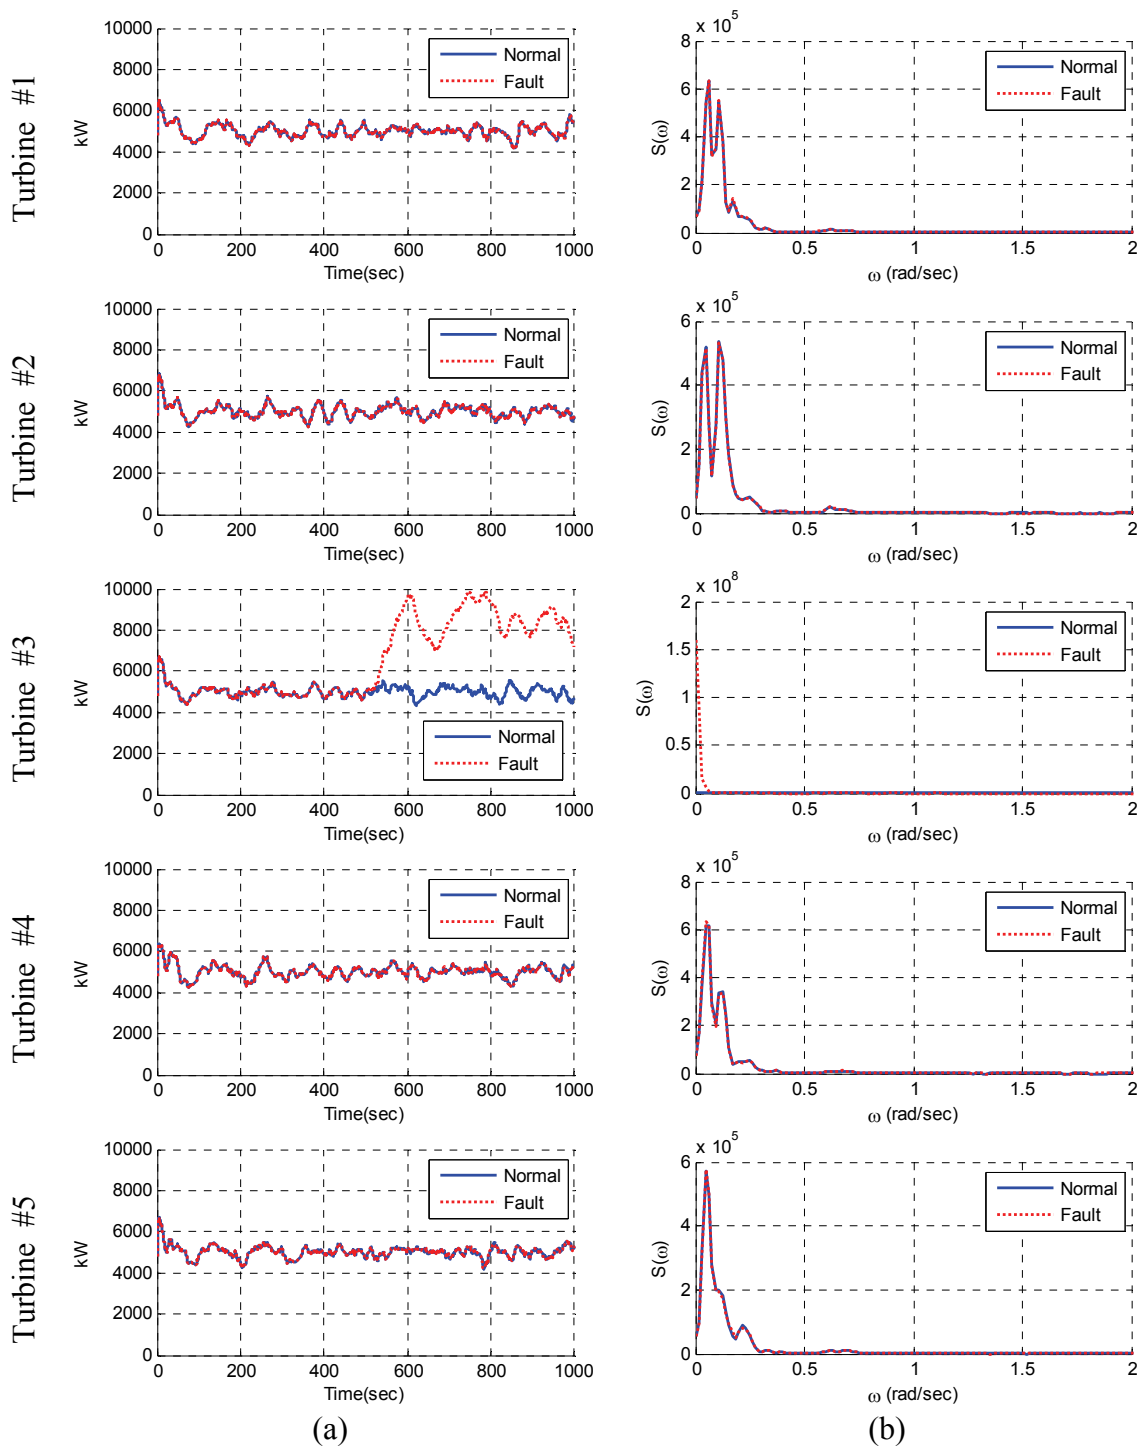 Turbine #1
10000
8000
6000
4000
2000
0
kW
0 200 400 600 800 1000
Time(sec)
Normal
Fault
x 10^5
8
6
4
2
0
S(ω)
0 0.5 1 1.5 2
ω (rad/sec)
Normal
Fault
Turbine #2
10000
8000
6000
4000
2000
0
kW
0 200 400 600 800 1000
Time(sec)
Normal
Fault
x 10^5
6
4
2
0
S(ω)
0 0.5 1 1.5 2
ω (rad/sec)
Normal
Fault
Turbine #3
10000
8000
6000
4000
2000
0
kW
0 200 400 600 800 1000
Time(sec)
Normal
Fault
x 10^8
2
1.5
1
0.5
0
S(ω)
0 0.5 1 1.5 2
ω (rad/sec)
Normal
Fault
Turbine #4
10000
8000
6000
4000
2000
0
kW
0 200 400 600 800 1000
Time(sec)
Normal
Fault
x 10^5
8
6
4
2
0
S(ω)
0 0.5 1 1.5 2
ω (rad/sec)
Normal
Fault
Turbine #5
10000
8000
6000
4000
2000
0
kW
0 200 400 600 800 1000
Time(sec)
Normal
Fault
x 10^5
6
4
2
0
S(ω)
0 0.5 1 1.5 2
ω (rad/sec)
Normal
Fault
(a)
(b)